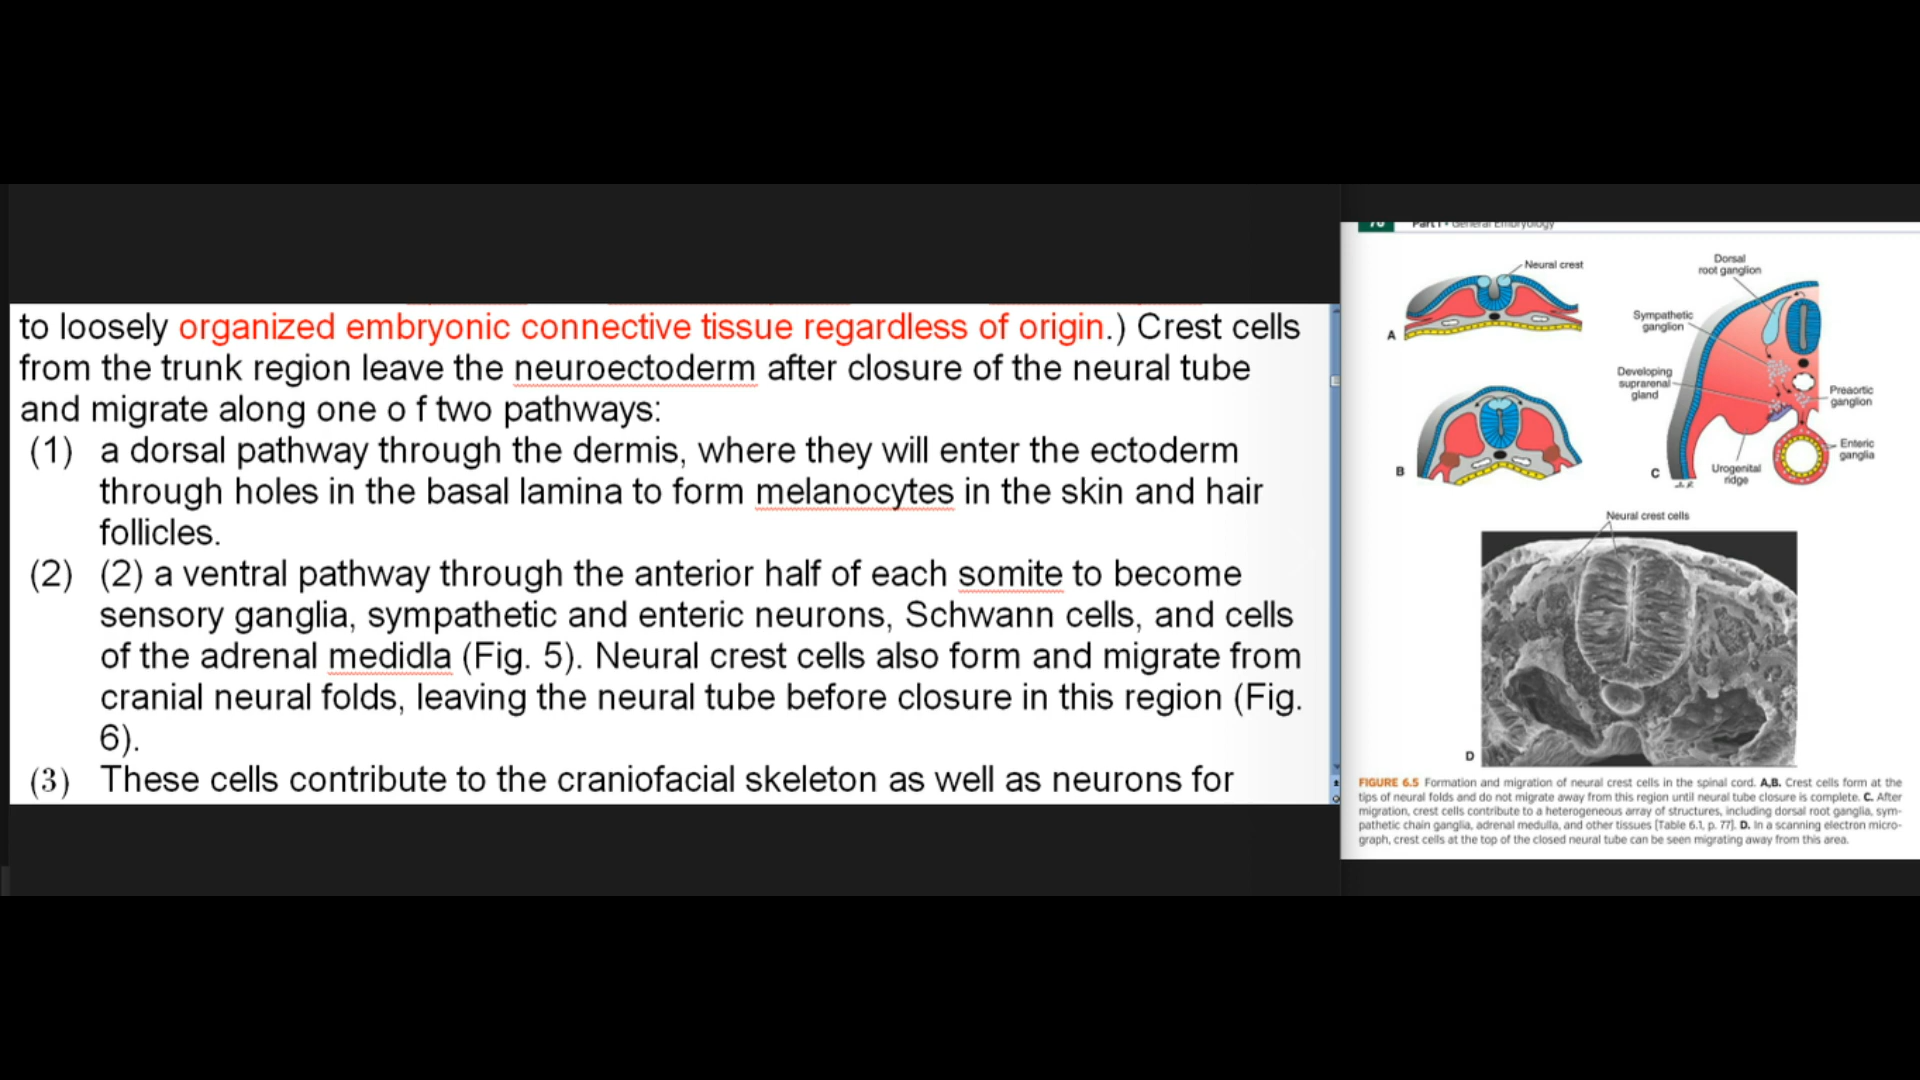 to loosely organized embryonic connective tissue regardless of origin.) Crest cells
from the trunk region leave the neuroectoderm after closure of the neural tube
and migrate along one o f two pathways:
(1) a dorsal pathway through the dermis, where they will enter the ectoderm
through holes in the basal lamina to form melanocytes in the skin and hair
follicles.
(2) (2) a ventral pathway through the anterior half of each somite to become
sensory ganglia, sympathetic and enteric neurons, Schwann cells, and cells
of the adrenal medidla (Fig. 5). Neural crest cells also form and migrate from
cranial neural folds, leaving the neural tube before closure in this region (Fig.
6).
(3) These cells contribute to the craniofacial skeleton as well as neurons for
Part I • General Embryology
Neural crest
A
B
Dorsal
root ganglion
Sympathetic
ganglion
Developing
suprarenal
gland
Preaortic
ganglion
Enteric
ganglia
Urogenital
ridge
C
Neural crest cells
D
FIGURE 6.5 Formation and migration of neural crest cells in the spinal cord. A,B. Crest cells form at the
tips of neural folds and do not migrate away from this region until neural tube closure is complete. C. After
migration, crest cells contribute to a heterogeneous array of structures, including dorsal root ganglia, sym-
pathetic chain ganglia, adrenal medulla, and other tissues [Table 6.1, p. 77]. D. In a scanning electron micro-
graph, crest cells at the top of the closed neural tube can be seen migrating away from this area.